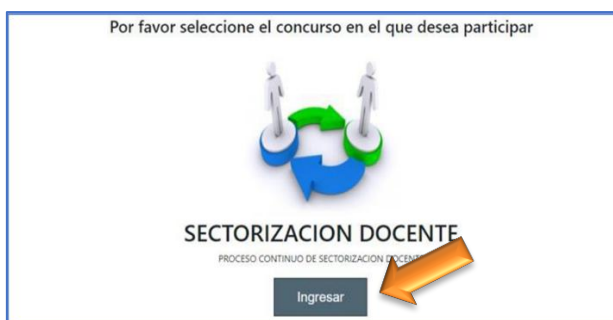 Por favor seleccione el concurso en el que desea participar
SECTORIZACION DOCENTE
PROCESO CONTINUO DE SECTORIZACION DOCENTE
Ingresar